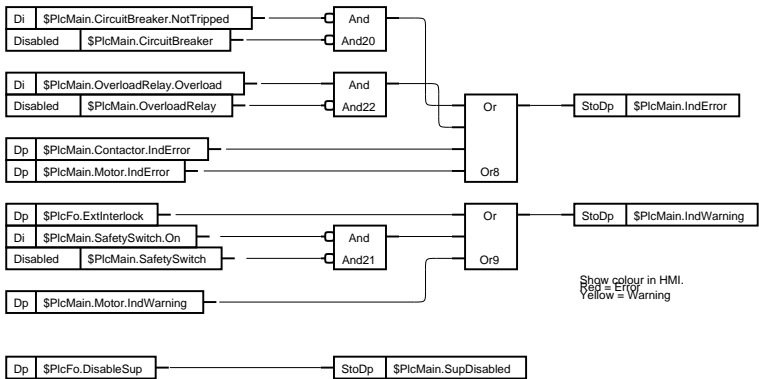 Di $PlcMain.CircuitBreaker.NotTripped And
Disabled $PlcMain.CircuitBreaker And20
Di $PlcMain.OverloadRelay.Overload And
Disabled $PlcMain.OverloadRelay And22 Or StoDp $PlcMain.IndError
Dp $PlcMain.Contactor.IndError
Dp $PlcMain.Motor.IndError Or8
Dp $PlcFo.ExtInterlock Or StoDp $PlcMain.IndWarning
Di $PlcMain.SafetySwitch.On And
Disabled $PlcMain.SafetySwitch And21 Or9
Show colour in HMI.
Red = Error
Yellow = Warning
Dp $PlcMain.Motor.IndWarning
Dp $PlcFo.DisableSup StoDp $PlcMain.SupDisabled